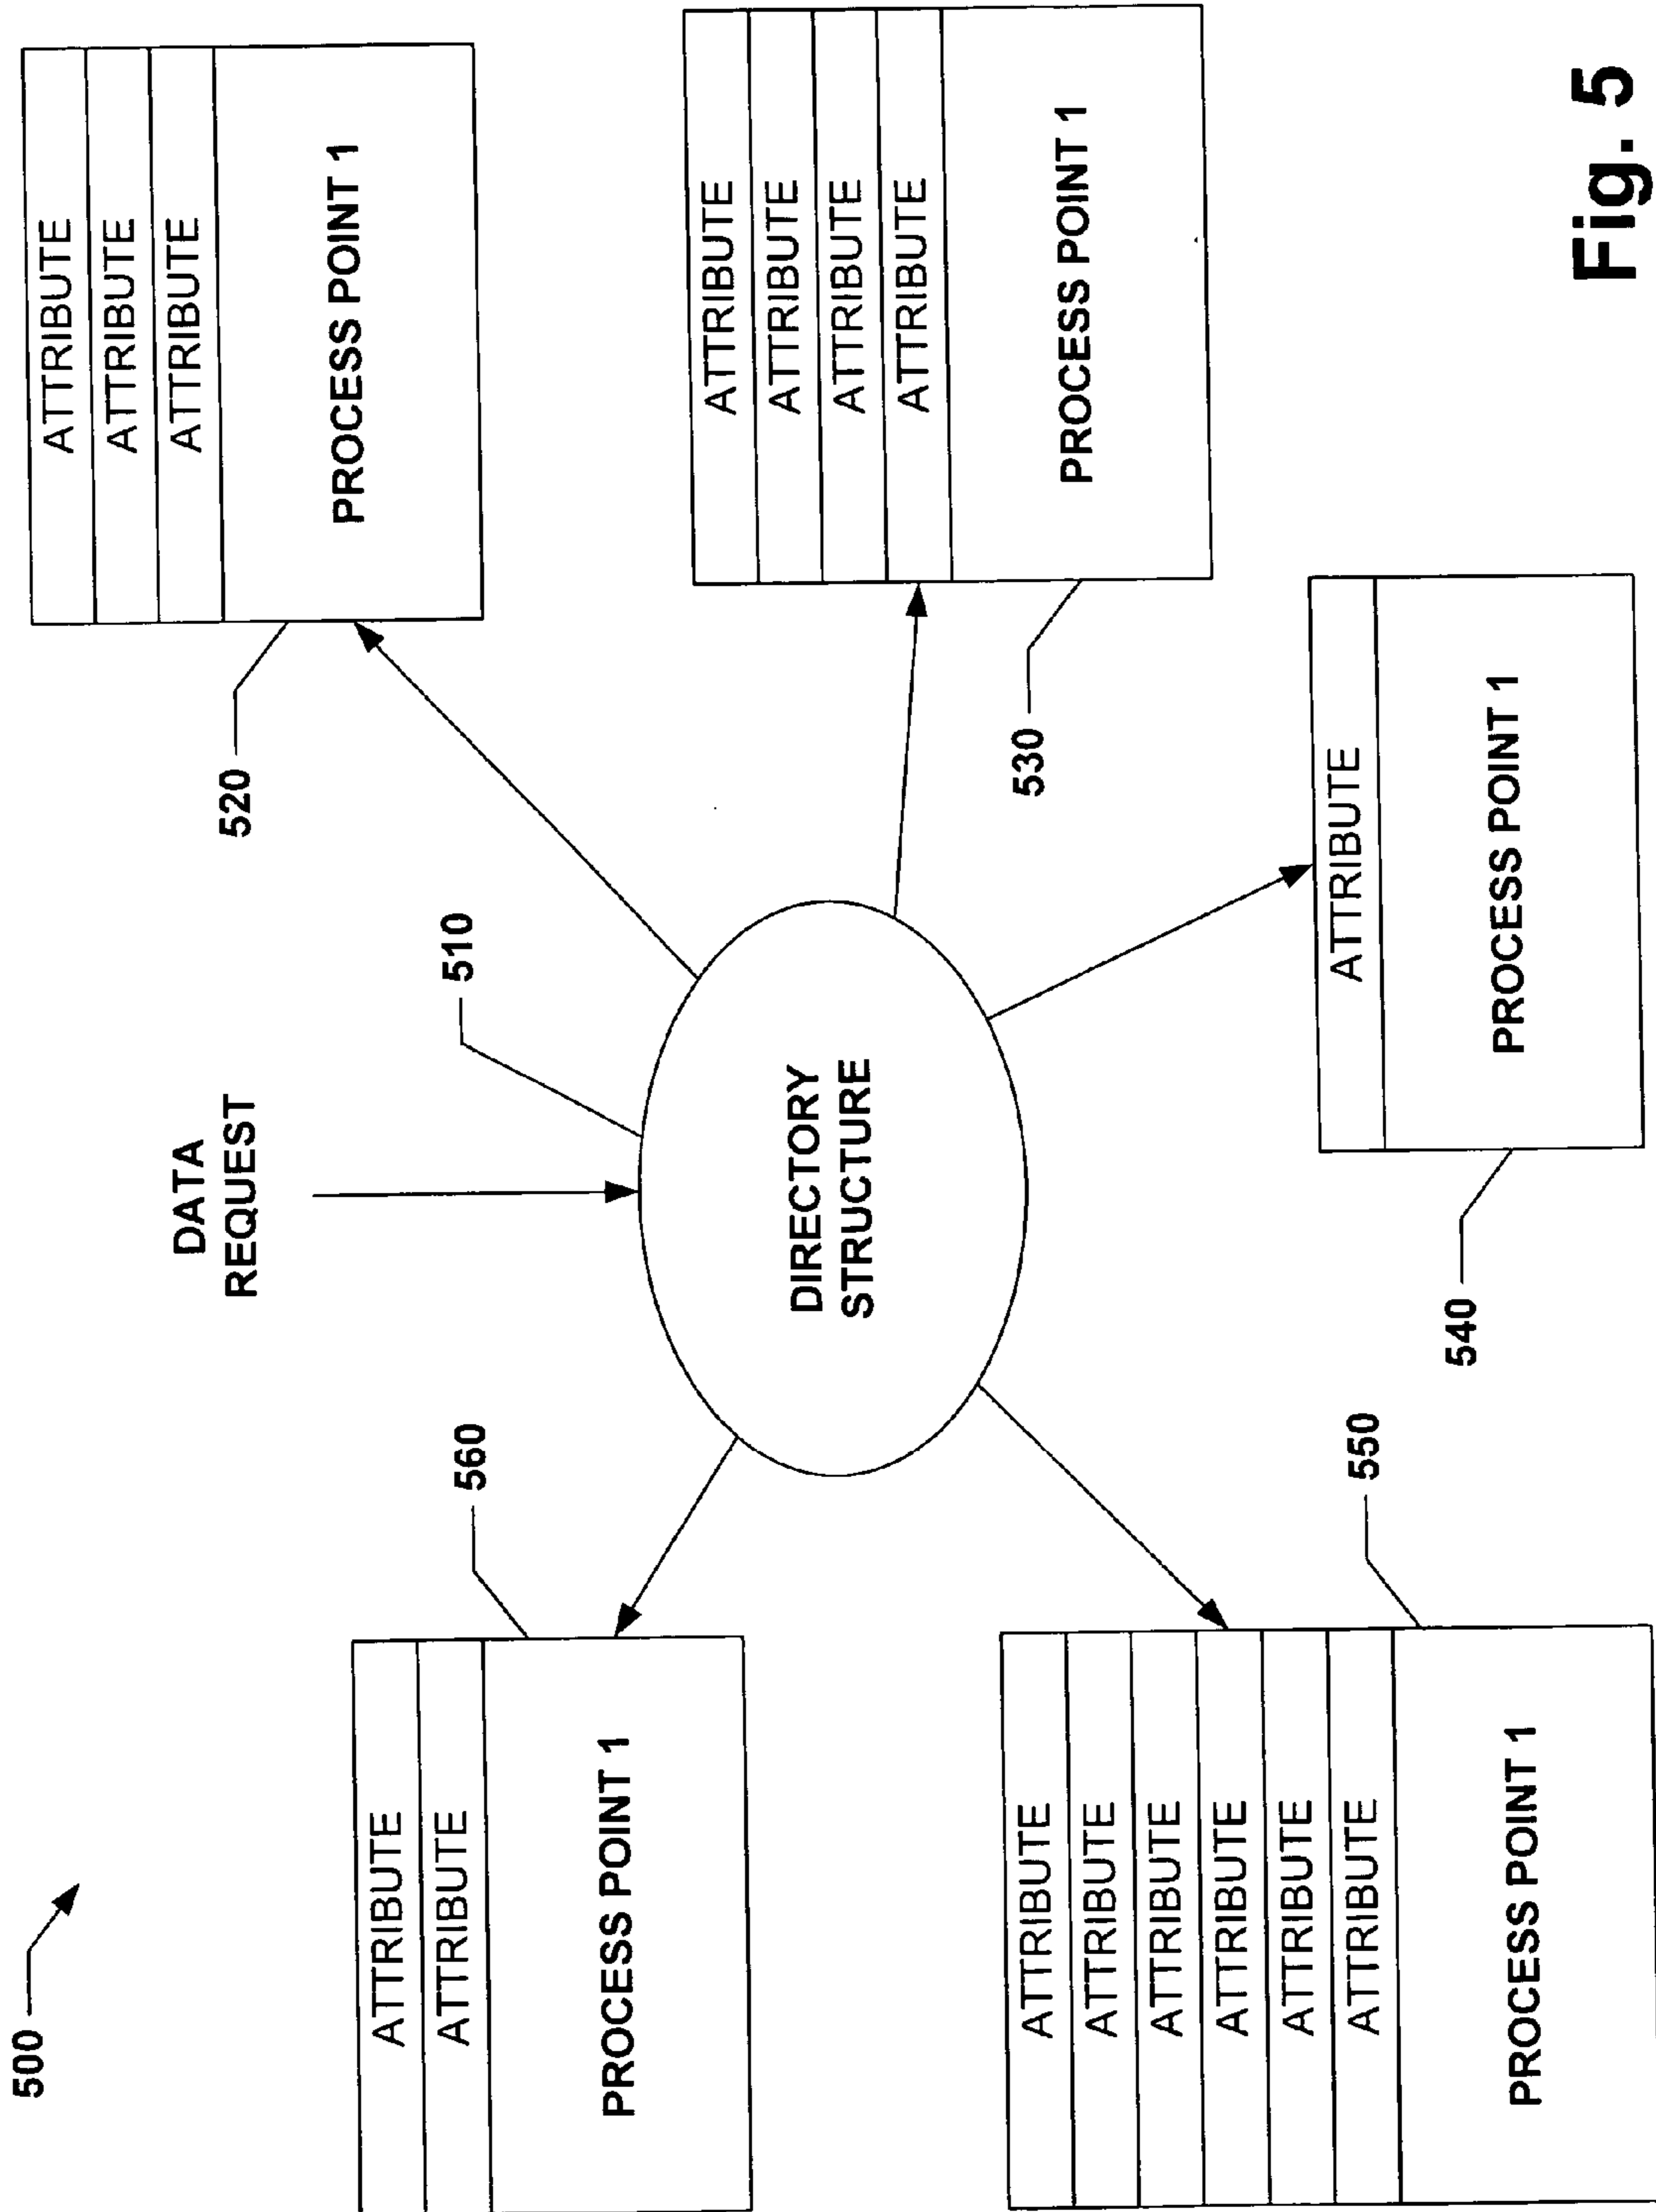 500
DATA
REQUEST
510
DIRECTORY
STRUCTURE
520
ATTRIBUTE
ATTRIBUTE
ATTRIBUTE
PROCESS POINT 1
530
ATTRIBUTE
ATTRIBUTE
ATTRIBUTE
ATTRIBUTE
PROCESS POINT 1
540
ATTRIBUTE
PROCESS POINT 1
550
ATTRIBUTE
ATTRIBUTE
ATTRIBUTE
ATTRIBUTE
ATTRIBUTE
ATTRIBUTE
PROCESS POINT 1
560
ATTRIBUTE
ATTRIBUTE
PROCESS POINT 1
Fig. 5